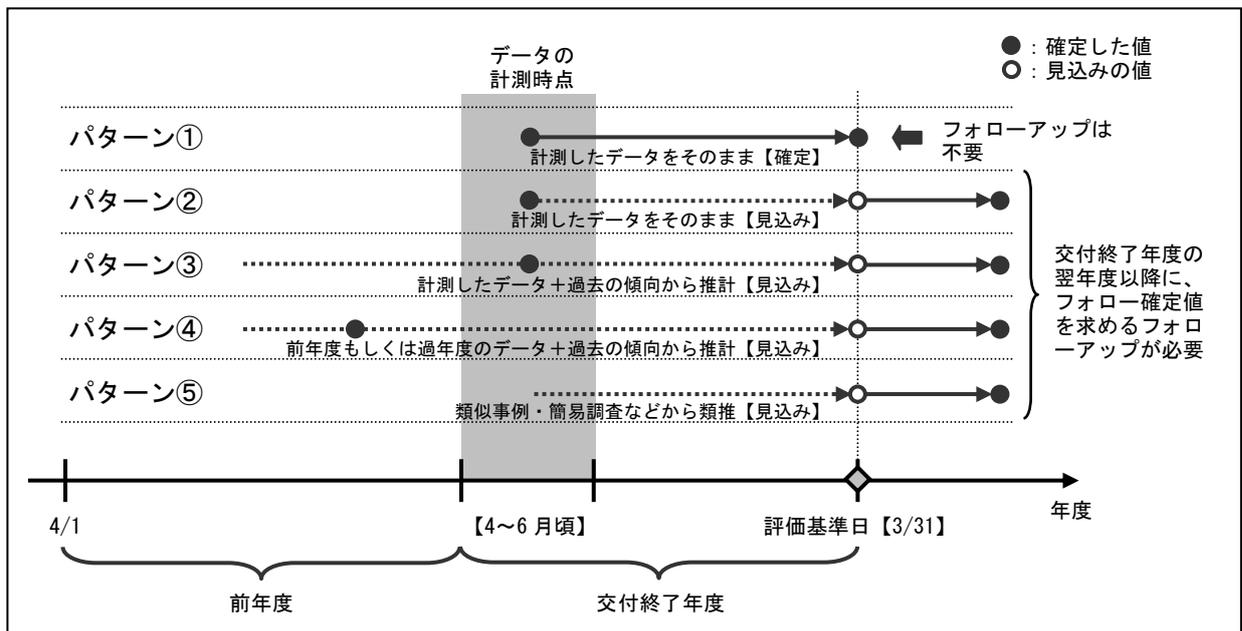 データの
計測時点
●：確定した値
○：見込みの値
パターン①
計測したデータをそのまま【確定】
フォローアップは
不要
パターン②
計測したデータをそのまま【見込み】
パターン③
計測したデータ＋過去の傾向から推計【見込み】
パターン④
前年度もしくは過年度のデータ＋過去の傾向から推計【見込み】
パターン⑤
類似事例・簡易調査などから類推【見込み】
交付終了年度の
翌年度以降に、
フォロー確定値
を求めるフォロ
ーアップが必要
年度
4/1
【4～6 月頃】
評価基準日【3/31】
前年度
交付終了年度